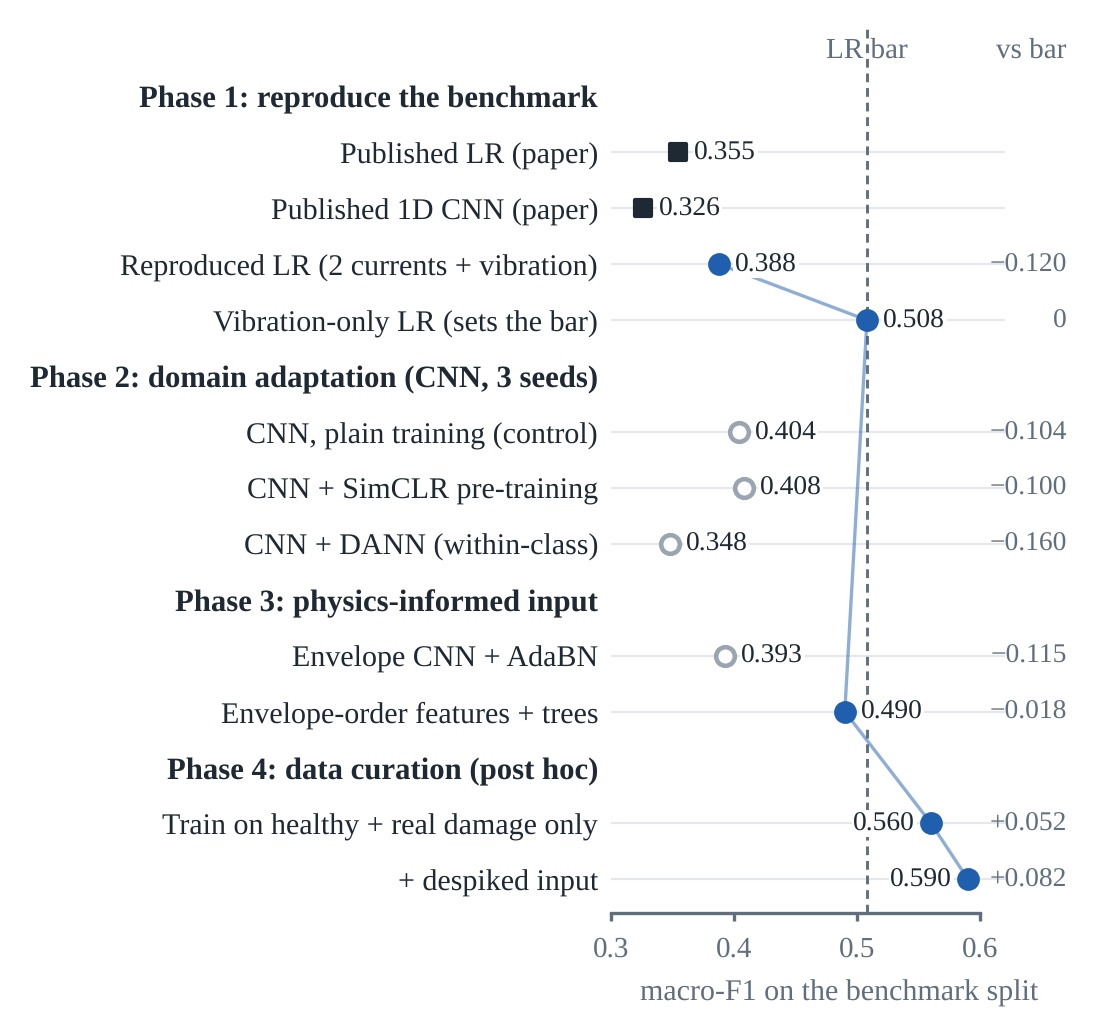 LR bar vs bar
Phase 1: reproduce the benchmark
Published LR (paper) 0.355
Published 1D CNN (paper) 0.326
Reproduced LR (2 currents + vibration) 0.388 −0.120
Vibration-only LR (sets the bar) 0.508 0
Phase 2: domain adaptation (CNN, 3 seeds)
CNN, plain training (control) 0.404 −0.104
CNN + SimCLR pre-training 0.408 −0.100
CNN + DANN (within-class) 0.348 −0.160
Phase 3: physics-informed input
Envelope CNN + AdaBN 0.393 −0.115
Envelope-order features + trees 0.490 −0.018
Phase 4: data curation (post hoc)
Train on healthy + real damage only 0.560 +0.052
+ despiked input 0.590 +0.082
0.3 0.4 0.5 0.6
macro-F1 on the benchmark split